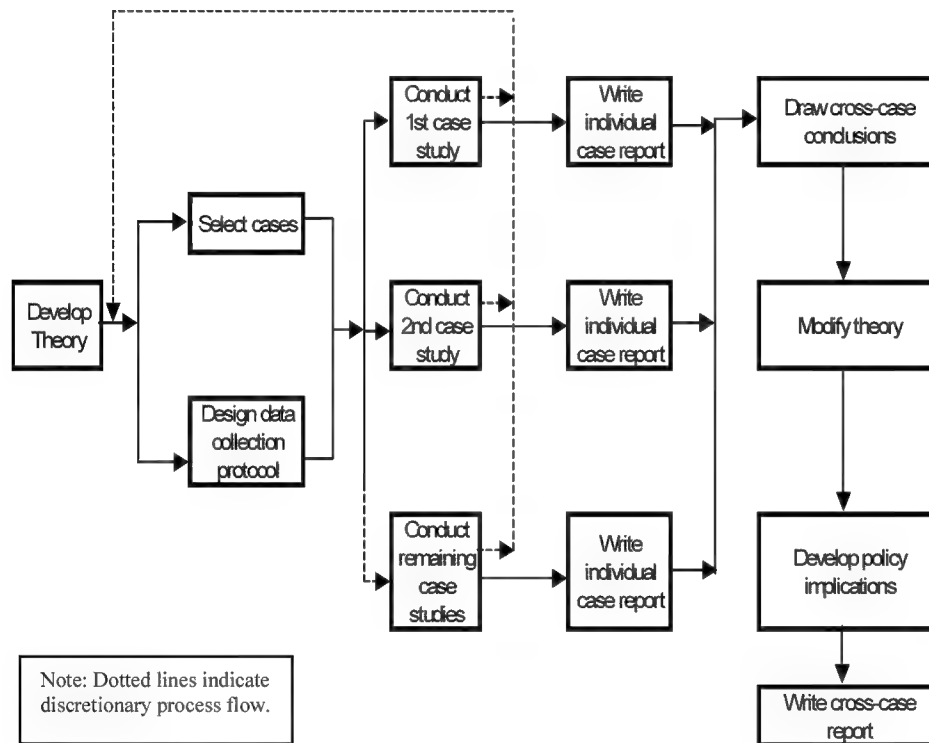 Develop
Theory
Select cases
Design data
collection
protocol
Conduct
1st case
study
Conduct
2nd case
study
Conduct
remaining
case
studies
Write
individual
case report
Write
individual
case report
Write
individual
case report
Draw cross-case
conclusions
Modify theory
Develop policy
implications
Write cross-case
report
Note: Dotted lines indicate
discretionary process flow.